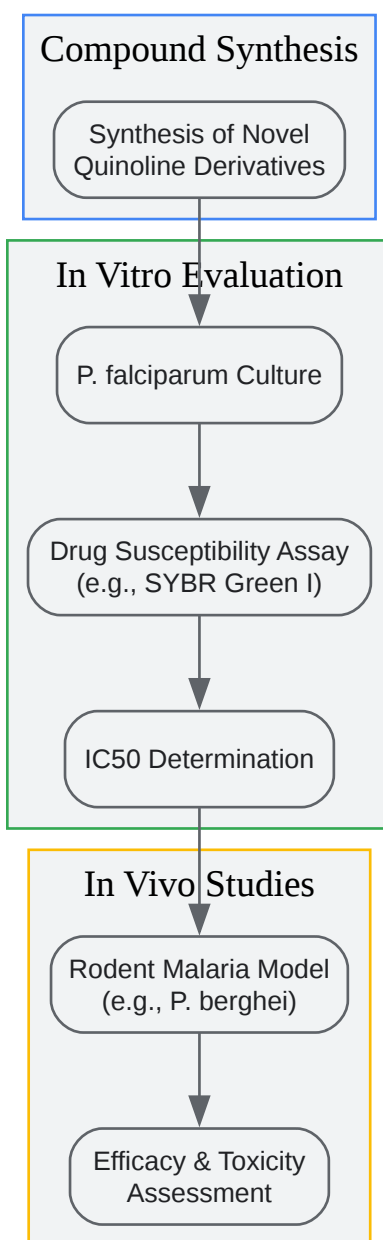 Compound Synthesis
Synthesis of Novel
Quinoline Derivatives
In Vitro Evaluation
P. falciparum Culture
Drug Susceptibility Assay
(e.g., SYBR Green I)
IC50 Determination
In Vivo Studies
Rodent Malaria Model
(e.g., P. berghei)
Efficacy & Toxicity
Assessment